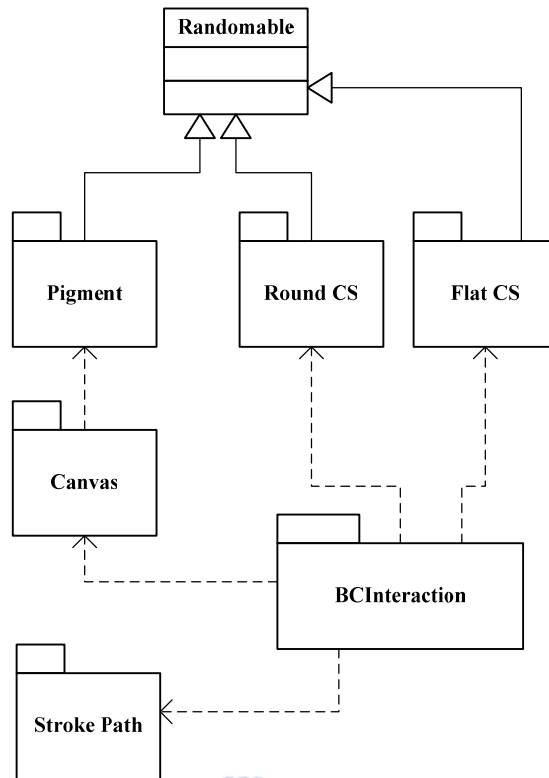 Randomable
Pigment
Round CS
Flat CS
Canvas
BCInteraction
Stroke Path